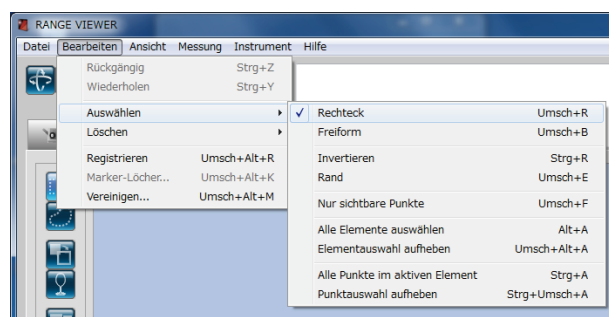 RANGE VIEWER
Datei Bearbeiten Ansicht Messung Instrument Hilfe
Rückgängig Strg+Z
Wiederholen Strg+Y
Auswählen
Löschen
Registrieren Umsch+Alt+R
Marker-Löcher... Umsch+Alt+K
Vereinigen... Umsch+Alt+M
Rechteck Umsch+R
Freiform Umsch+B
Invertieren Strg+R
Rand Umsch+E
Nur sichtbare Punkte Umsch+F
Alle Elemente auswählen Alt+A
Elementauswahl aufheben Umsch+Alt+A
Alle Punkte im aktiven Element Strg+A
Punktauswahl aufheben Strg+Umsch+A